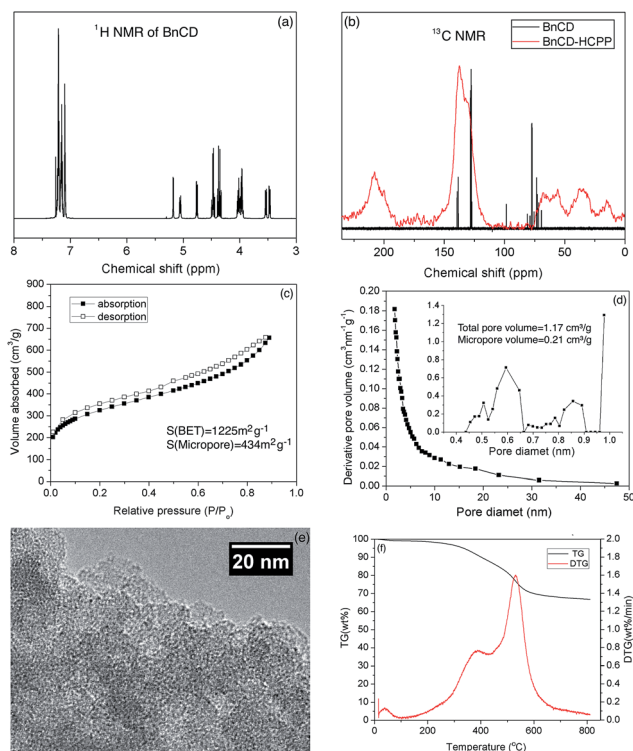 (a)
¹H NMR of BnCD
8 7 6 5 4 3
Chemical shift (ppm)
(b)
¹³C NMR
BnCD
BnCD-HCPP
200 150 100 50 0
Chemical shift (ppm)
(c)
absorption
desorption
900
800
700
600
500
400
300
200
100
0
Volume absorbed (cm³/g)
S(BET)=1225m²g⁻¹
S(Micropore)=434m²g⁻¹
0.0 0.2 0.4 0.6 0.8 1.0
Relative pressure (P/Pₒ)
(d)
0.20
0.18
0.16
0.14
0.12
0.10
0.08
0.06
0.04
0.02
0.00
Derivative pore volume (cm³nm⁻¹g⁻¹)
1.4
1.2
1.0
0.8
0.6
0.4
0.2
0.0
Total pore volume=1.17 cm³/g
Micropore volume=0.21 cm³/g
0.4 0.5 0.6 0.7 0.8 0.9 1.0
Pore diamet (nm)
0 10 20 30 40 50
Pore diamet (nm)
(e)
20 nm
(f)
TG
DTG
100
90
80
70
60
50
40
30
20
10
0
TG(wt%)
2.0
1.8
1.6
1.4
1.2
1.0
0.8
0.6
0.4
0.2
0.0
DTG(wt%/min)
0 200 400 600 800
Temperature (°C)